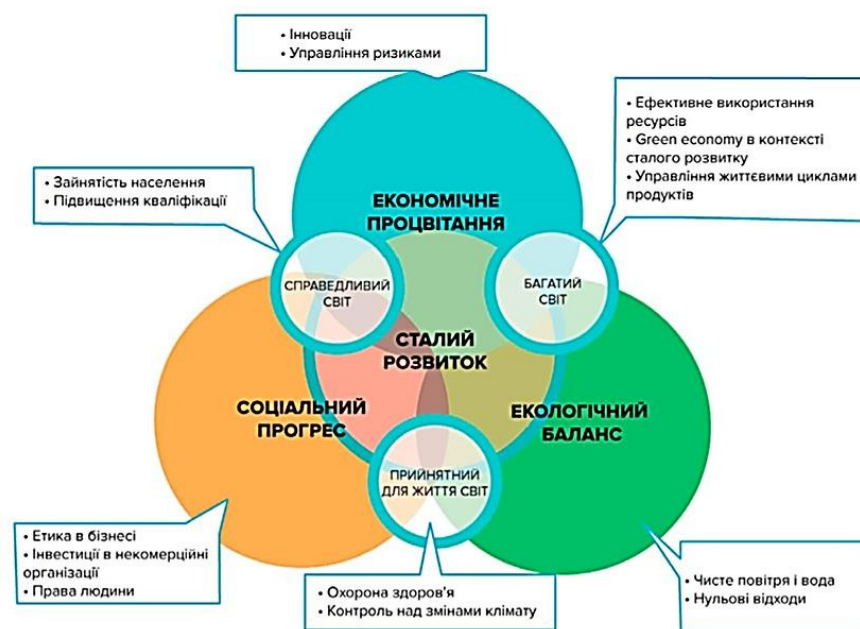 • Інновації
• Управління ризиками
• Ефективне використання
ресурсів
• Green economy в контексті
сталого розвитку
• Управління життєвими циклами
продуктів
• Зайнятість населення
• Підвищення кваліфікації
ЕКОНОМІЧНЕ
ПРОЦВІТАННЯ
СПРАВЕДЛИВИЙ
СВІТ
БАГАТИЙ
СВІТ
СТАЛИЙ
РОЗВИТОК
СОЦІАЛЬНИЙ
ПРОГРЕС
ЕКОЛОГІЧНИЙ
БАЛАНС
ПРИЙНЯТНИЙ
ДЛЯ ЖИТТЯ СВІТ
• Етика в бізнесі
• Інвестиції в некомерційні
організації
• Права людини
• Охорона здоров'я
• Контроль над змінами клімату
• Чисте повітря і вода
• Нульові відходи